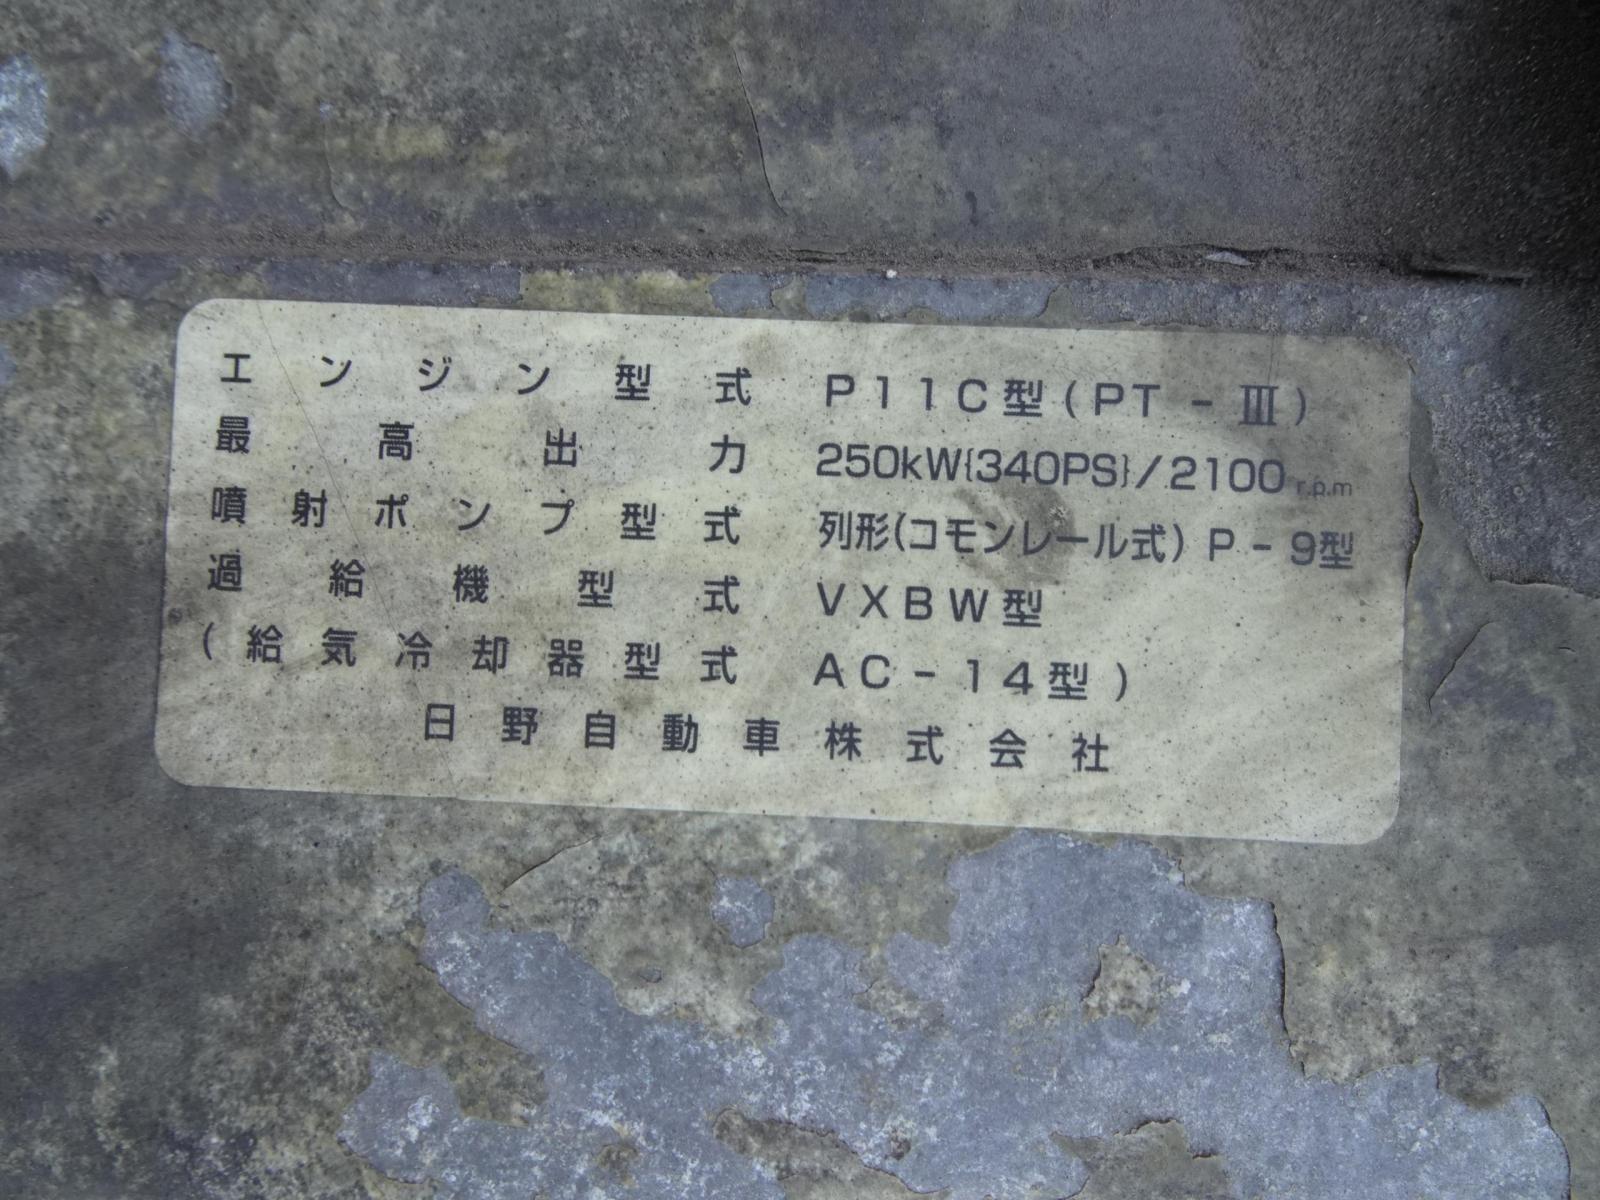 エンジン型式 P11C型(PT-Ⅲ)
最高出力 250kW{340PS}/2100r.p.m
噴射ポンプ型式 列形(コモンレール式)P-9型
過給機型式 VXBW型
(給気冷却器型式 AC-14型)
日野自動車株式会社